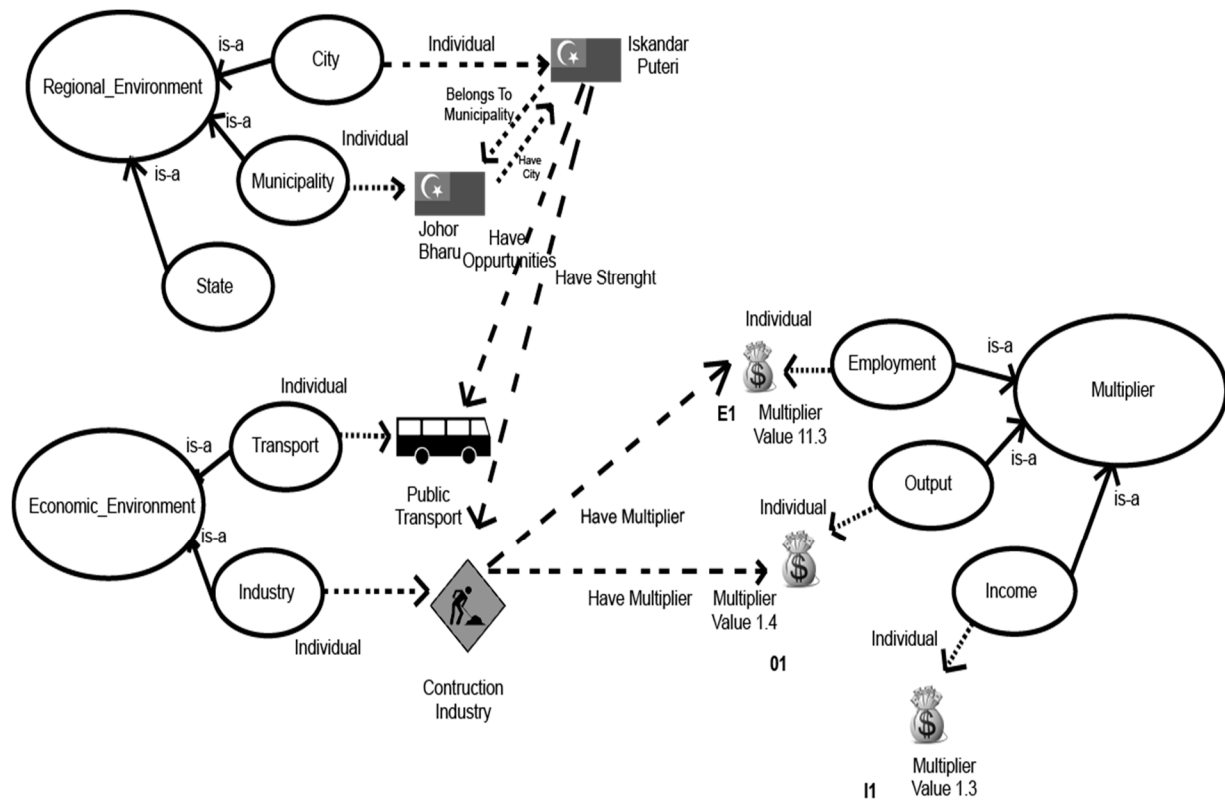 is-a
City
Individual
Iskandar
Puteri
Regional_Environment
Belongs To
Municipality
is-a
Individual
Have
City
is-a
Municipality
Johor
Bharu
Have
Oppurtunities
Have Strenght
State
Individual
Employment
is-a
Multiplier
E1
Multiplier
Value 11.3
Individual
is-a
Transport
Public
Transport
Economic_Environment
is-a
Output
is-a
Individual
is-a
Have Multiplier
Industry
Individual
Have Multiplier
Multiplier
Value 1.4
01
Income
Individual
Contruction
Industry
Multiplier
Value 1.3
I1
$
$
$